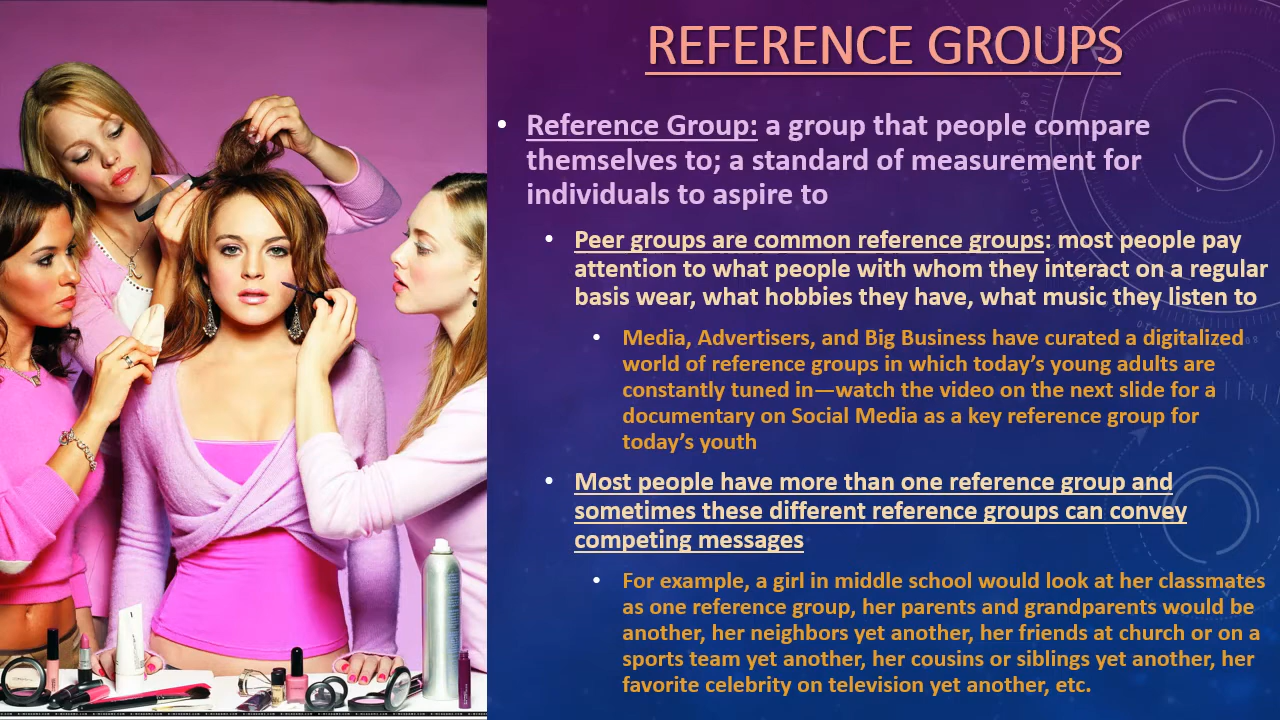 REFERENCE GROUPS
• Reference Group: a group that people compare
themselves to; a standard of measurement for
individuals to aspire to
• Peer groups are common reference groups: most people pay
attention to what people with whom they interact on a regular
basis wear, what hobbies they have, what music they listen to
• Media, Advertisers, and Big Business have curated a digitalized
world of reference groups in which today’s young adults are
constantly tuned in—watch the video on the next slide for a
documentary on Social Media as a key reference group for
today’s youth
• Most people have more than one reference group and
sometimes these different reference groups can convey
competing messages
• For example, a girl in middle school would look at her classmates
as one reference group, her parents and grandparents would be
another, her neighbors yet another, her friends at church or on a
sports team yet another, her cousins or siblings yet another, her
favorite celebrity on television yet another, etc.